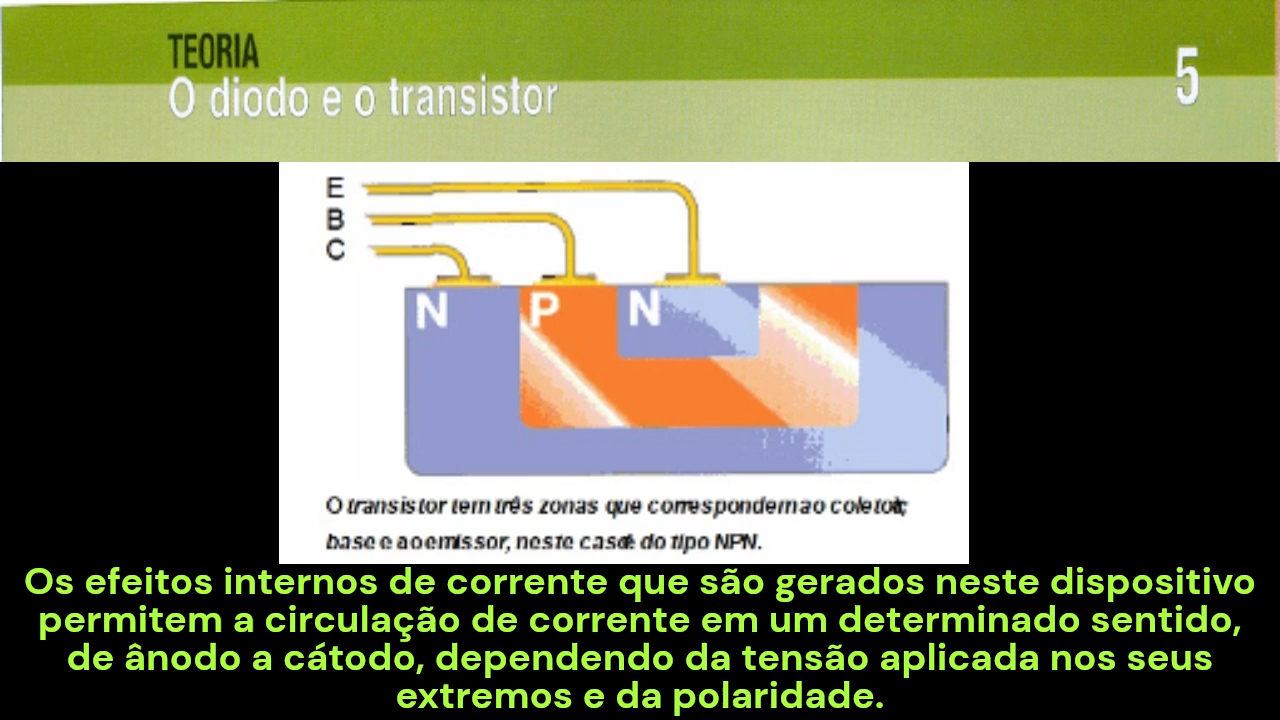 TEORIA
O diodo e o transistor
5
E
B
C
N P N
O transistor tem três zonas que correspondem ao coletor,
base e ao emissor, neste caso é do tipo NPN.
Os efeitos internos de corrente que são gerados neste dispositivo
permitem a circulação de corrente em um determinado sentido,
de ânodo a cátodo, dependendo da tensão aplicada nos seus
extremos e da polaridade.